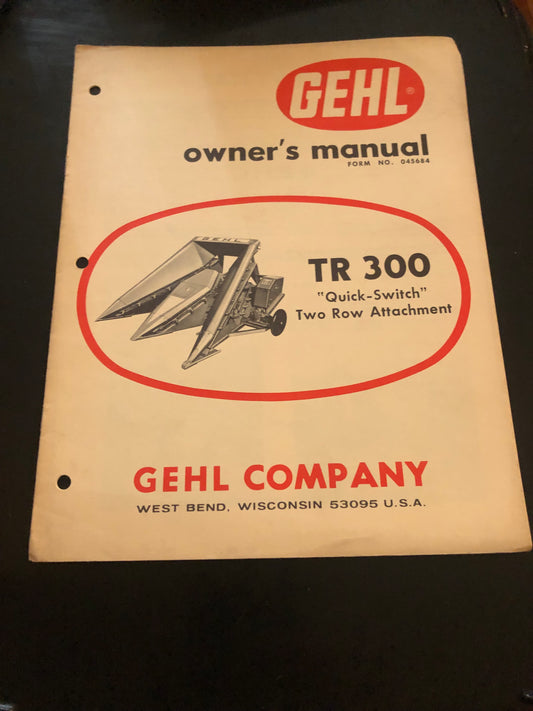 GEHL®
owner's manual
FORM NO. 045684
GEHL
TR 300
"Quick-Switch"
Two Row Attachment
GEHL COMPANY
WEST BEND, WISCONSIN 53095 U.S.A.